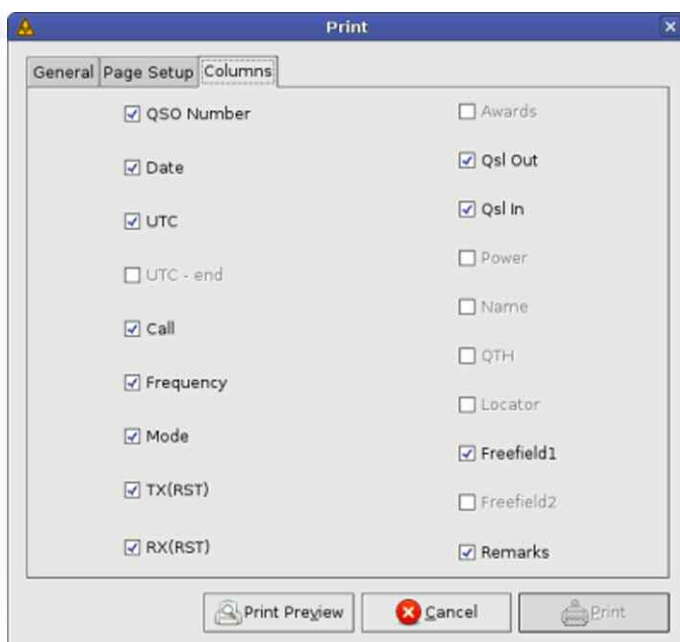 Print
General Page Setup Columns
QSO Number
Date
UTC
UTC - end
Call
Frequency
Mode
TX(RST)
RX(RST)
Awards
Qsl Out
Qsl In
Power
Name
QTH
Locator
Freefield1
Freefield2
Remarks
Print Preview Cancel Print